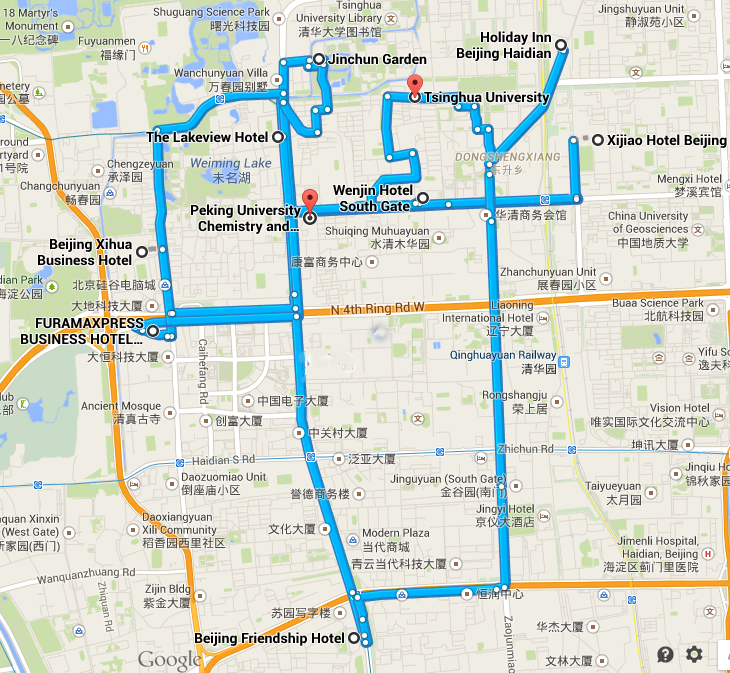 18 Martyr's
Monument
一八纪念碑
Shuguang Science Park
曙光科技园
Tsinghua
University Library
清华大学图书馆
Jingshuyuan Unit
静淑苑小区
Fuyuanmen
福缘门
Holiday Inn
Beijing Haidian
Jinchun Garden
Wanchunyuan Villa
万春园别墅
Tsinghua University
The Lakeview Hotel
Xijiao Hotel Beijing
DONGSHENGXIANG
东升乡
Chengzeyuan
承泽园
Weiming Lake
未名湖
Mengxi Hotel
梦溪宾馆
Changchunyuan
畅春园
Wenjin Hotel
South Gate
Peking University
Chemistry and...
华清商务会馆
China University
of Geosciences
中国地质大学
Shuiqing Muhuayuan
水清木华园
Beijing Xihua
Business Hotel
康富商务中心
Zhanchunyuan Unit
展春园小区
北京硅谷电脑城
大地科技大厦
N 4th Ring Rd W
Liaoning
International Hotel
辽宁大厦
Buaa Science Park
北航科技园
FURAMAXPRESS
BUSINESS HOTEL...
大恒科技大厦
Qinghuayuan Railway
清华园
Caihefang Rd
Rongshangju
荣上居
Ancient Mosque
清真古寺
中国电子大厦
创富大厦
Vision Hotel
唯实国际文化交流中心
中关村大厦
Zhichun Rd
坤讯大厦
Haidian S Rd
泛亚大厦
Daozuomiao Unit
倒座庙小区
Jinguyuan (South Gate)
金谷园(南门)
Taiyueyuan
太月园
誉德商务楼
Jingyi Hotel
京仪大酒店
Daoxiangyuan
Xili Community
稻香园西里社区
文化大厦
Modern Plaza
当代商城
青云当代科技大厦
Jimenli Hospital,
Haidian, Beijing
海淀区蓟门里医院
Wanquanzhuang Rd
Zhiquan Rd
Zijin Bldg
紫金大厦
苏园写字楼
恒润中心
Beijing Friendship Hotel
华杰大厦
文林大厦
Google